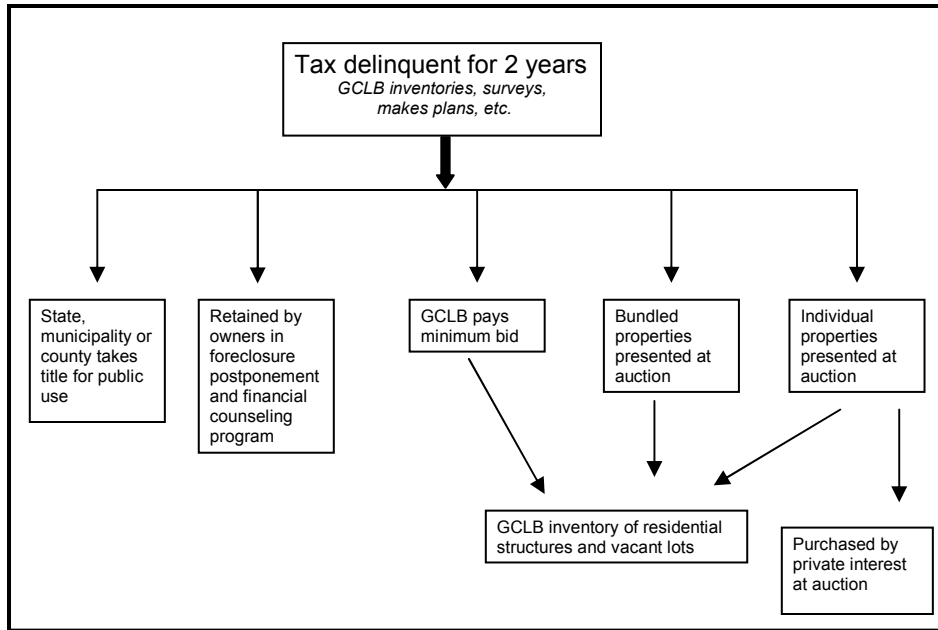 Tax delinquent for 2 years
GCLB inventories, surveys,
makes plans, etc.
State,
municipality or
county takes
title for public
use
Retained by
owners in
foreclosure
postponement
and financial
counseling
program
GCLB pays
minimum bid
Bundled
properties
presented at
auction
Individual
properties
presented at
auction
GCLB inventory of residential
structures and vacant lots
Purchased by
private interest
at auction